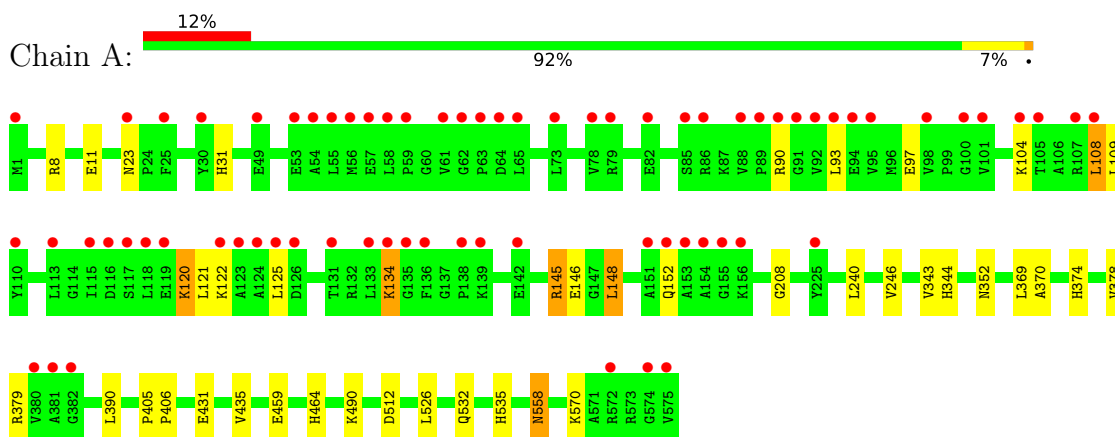 12%
Chain A:
92% 7% •
M1 R8 E11 N23 P24 F25 Y30 H31 E49 E53 A54 L55 M56 E57 L58 P59 G60 V61 G62 P63 D64 L65 L73 V78 R79 E82 S85 R86 K87 V88 P89 R90 G91 V92 L93 E94 V95 M96 E97 V98 P99 G100 V101 K104 T105 A106 R107 L108 L109
Y110 L113 G114 I115 D116 S117 L118 E119 K120 L121 K122 A123 A124 L125 D126 T131 R132 L133 K134 G135 F136 G137 P138 K139 E142 R145 E146 G147 L148 A151 Q152 A153 A154 G155 K156 G208 Y225 L240 V246 V343 H344 N352 L369 A370 H374 V378
R379 V380 A381 G382 L390 P405 P406 E431 V435 E459 H464 K490 D512 L526 Q532 H535 N558 K570 A571 R572 R573 G574 V575